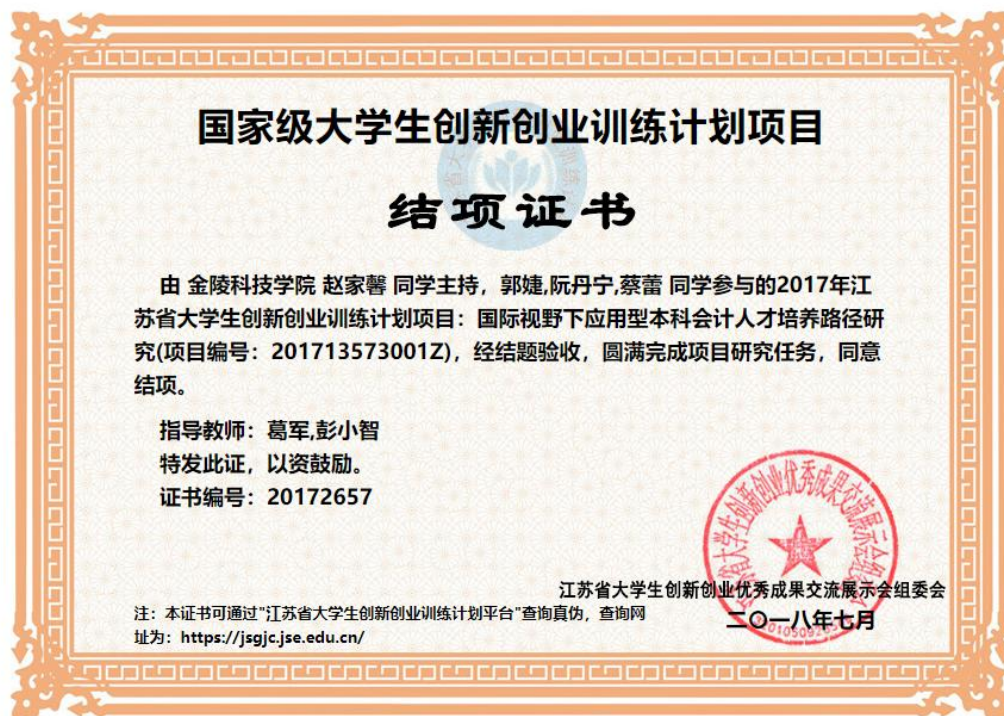 国家级大学生创新创业训练计划项目
结项证书
由 金陵科技学院 赵家馨 同学主持，郭婕,阮丹宁,蔡蕾 同学参与的2017年江
苏省大学生创新创业训练计划项目：国际视野下应用型本科会计人才培养路径研
究(项目编号：201713573001Z)，经结题验收，圆满完成项目研究任务，同意
结项。
指导教师：葛军,彭小智
特发此证，以资鼓励。
证书编号：20172657
江苏省大学生创新创业优秀成果交流展示会组委会
二〇一八年七月
注：本证书可通过"江苏省大学生创新创业训练计划平台"查询真伪，查询网
址为：https://jsgjc.jse.edu.cn/